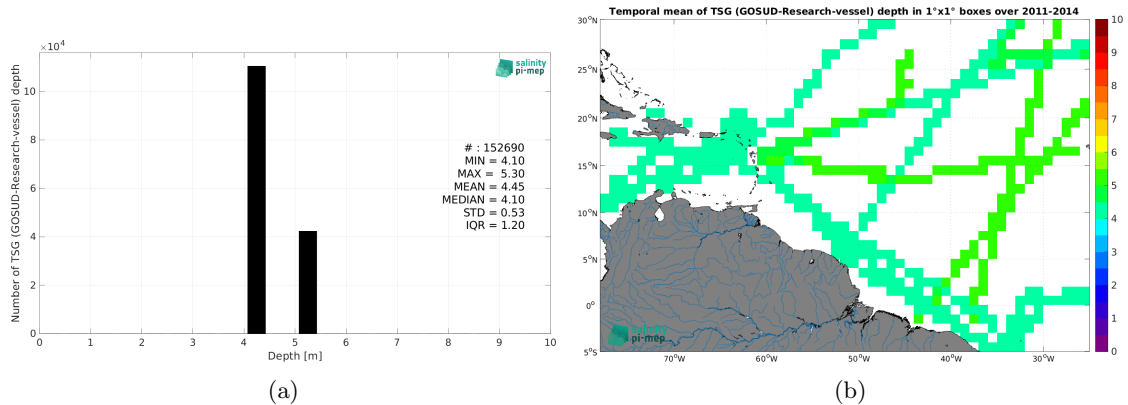 ×10⁴
10
8
6
4
2
0
Number of TSG (GOSUD-Research-vessel) depth
salinity
pi-mep
# : 152690
MIN = 4.10
MAX = 5.30
MEAN = 4.45
MEDIAN = 4.10
STD = 0.53
IQR = 1.20
0 1 2 3 4 5 6 7 8 9 10
Depth [m]
(a)
Temporal mean of TSG (GOSUD-Research-vessel) depth in 1°x1° boxes over 2011-2014
30°N
25°N
20°N
15°N
10°N
5°N
0°
5°S
70°W 60°W 50°W 40°W 30°W
salinity
pi-mep
10
9
8
7
6
5
4
3
2
1
0
(b)